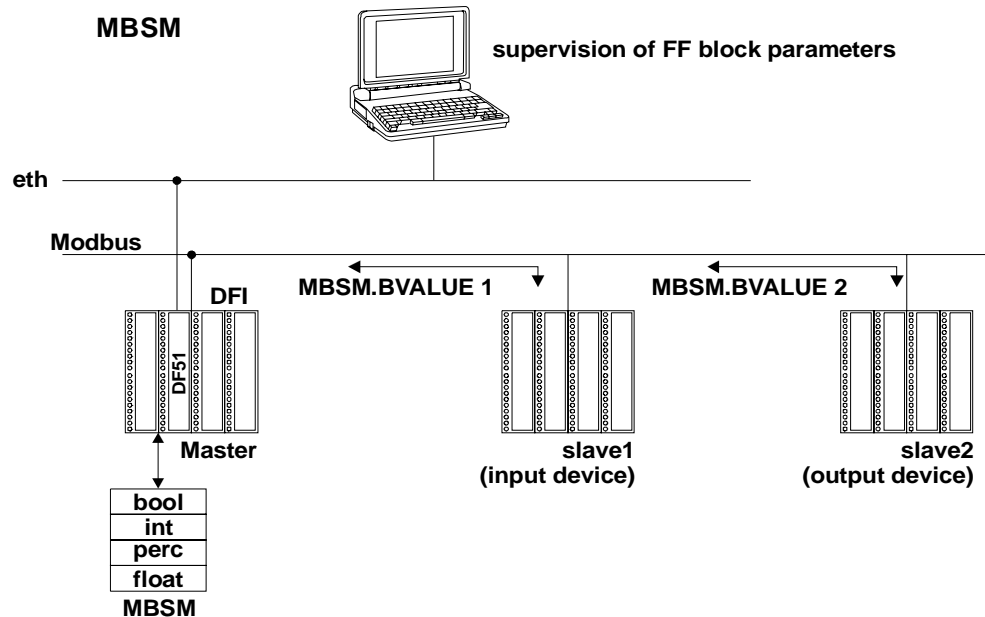 MBSM
supervision of FF block parameters
eth
Modbus
MBSM.BVALUE 1
MBSM.BVALUE 2
DFI
DF51
Master
slave1
(input device)
slave2
(output device)
bool
int
perc
float
MBSM